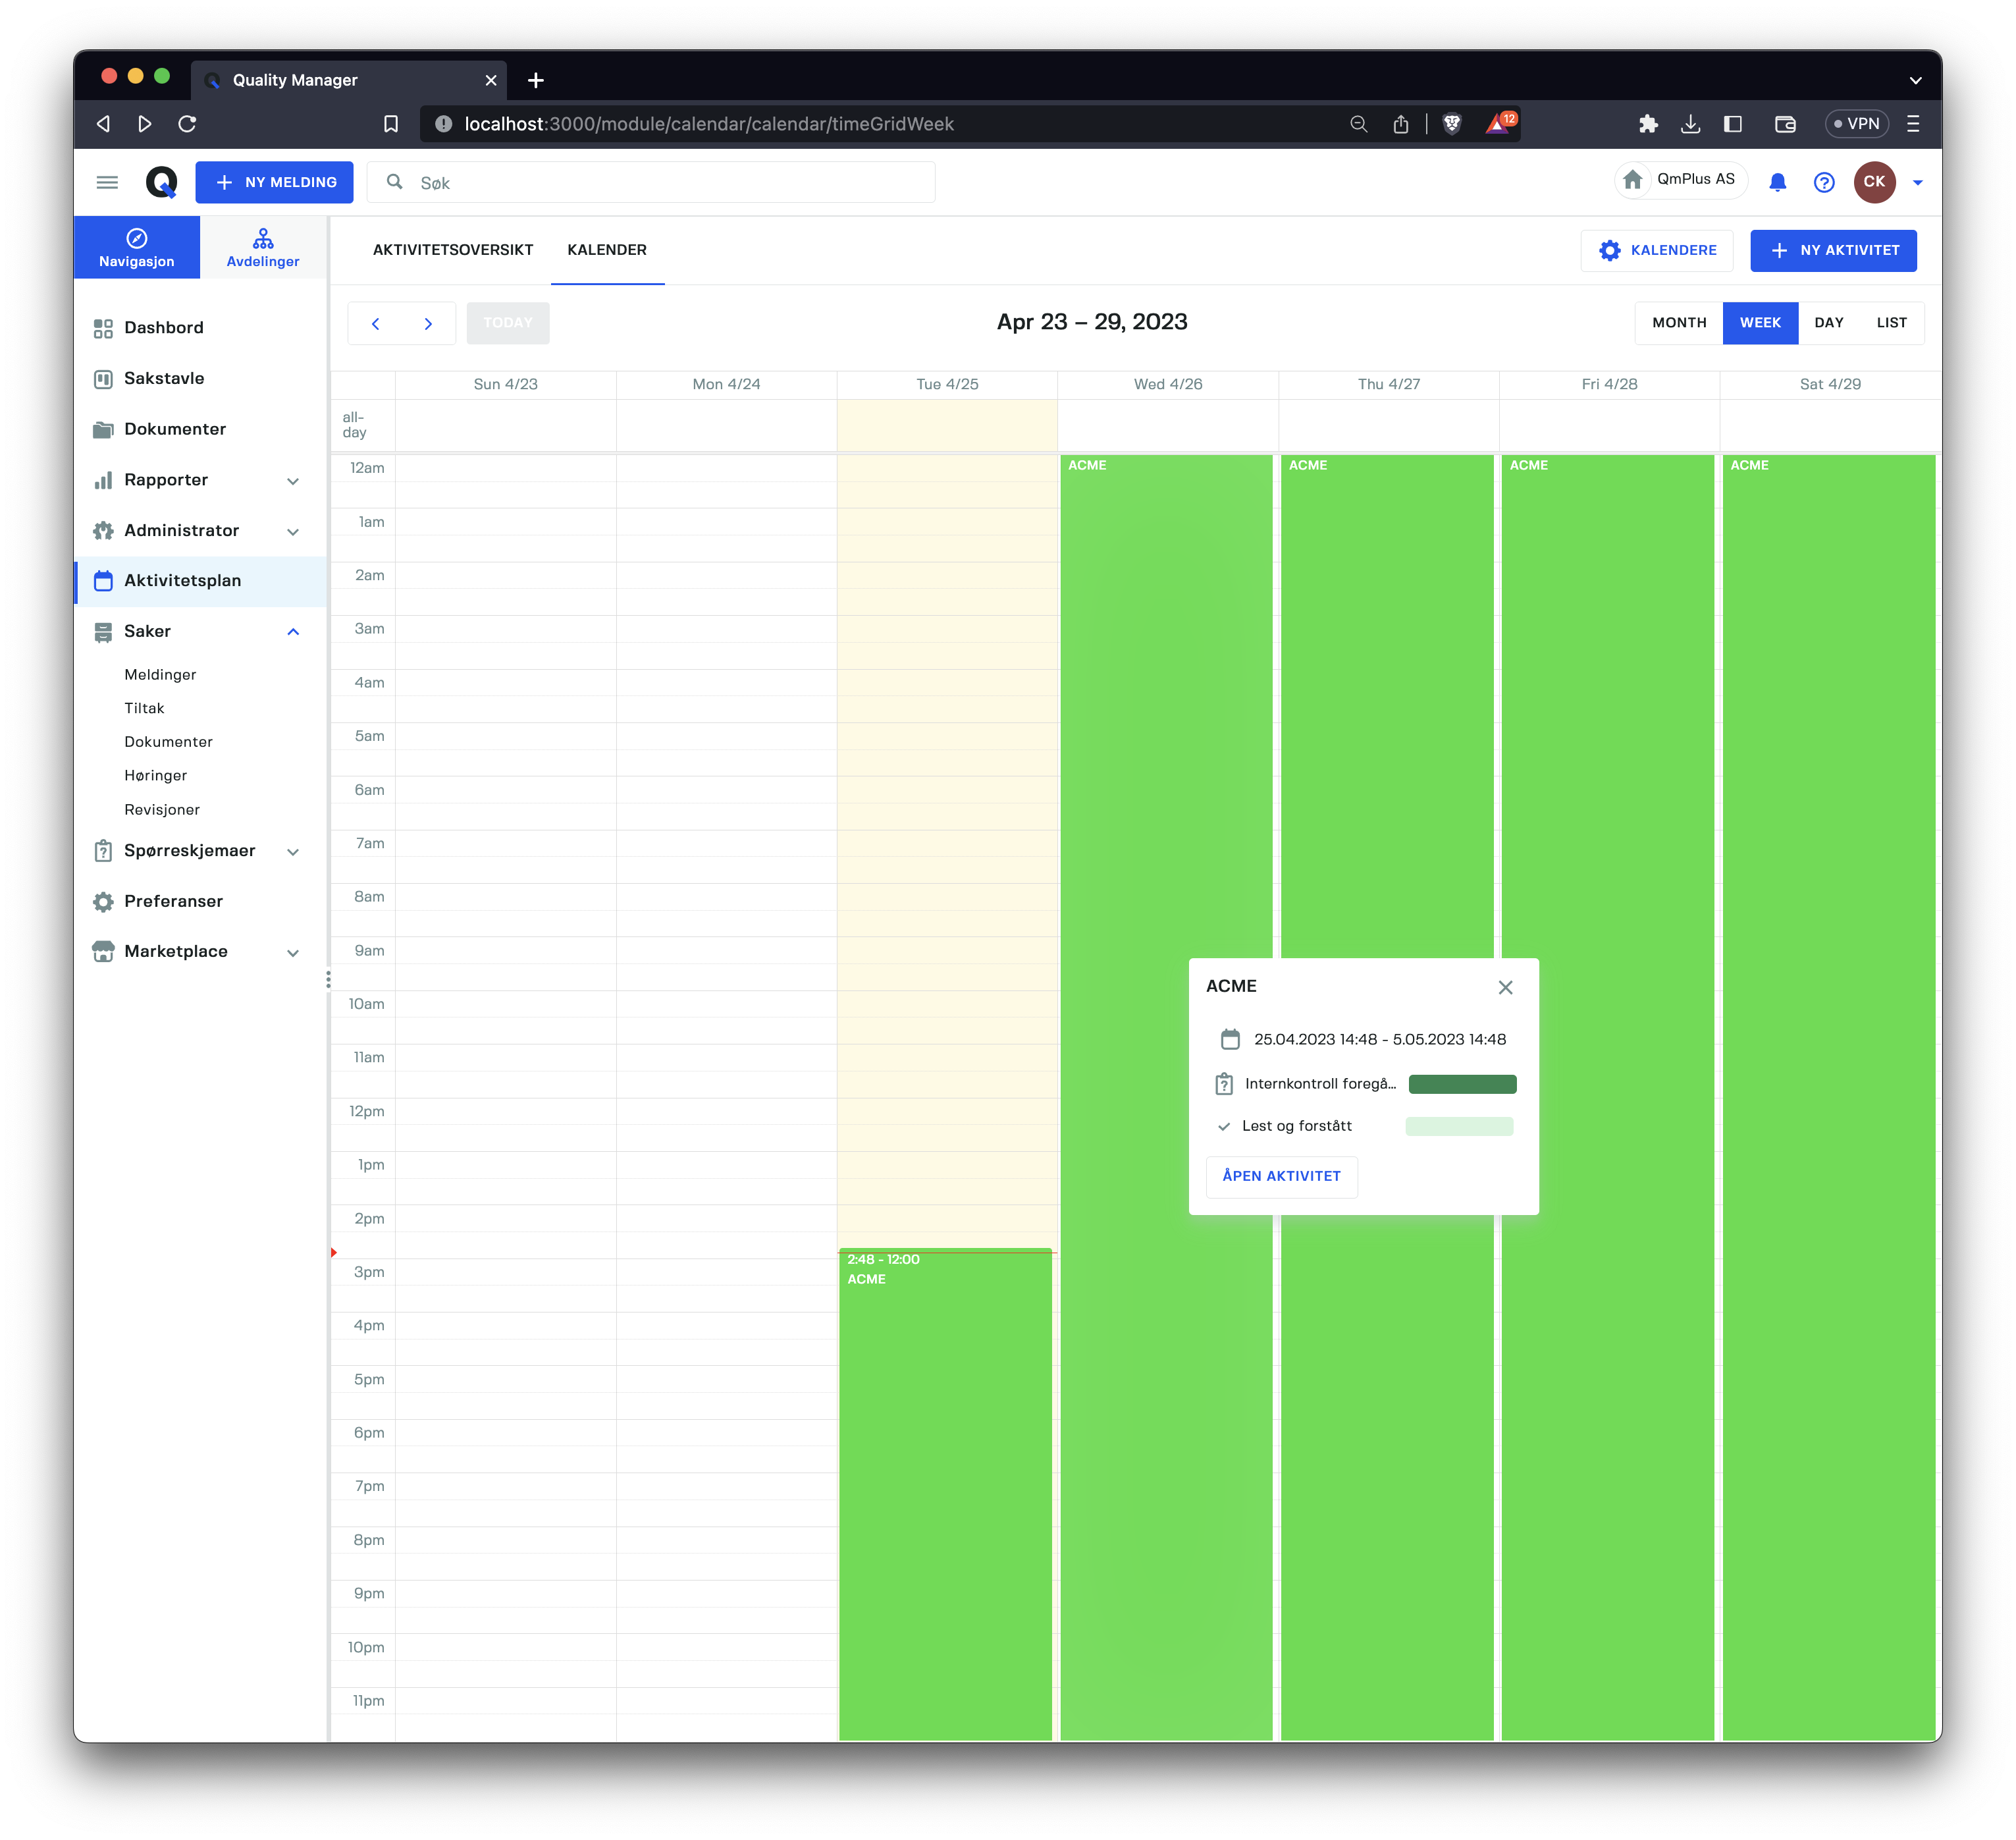 Quality Manager
localhost:3000/module/calendar/calendar/timeGridWeek
12
VPN
NY MELDING
Søk
QmPlus AS
CK
Navigasjon
Avdelinger
AKTIVITETSOVERSIKT
KALENDER
KALENDERE
NY AKTIVITET
TODAY
Apr 23 – 29, 2023
MONTH
WEEK
DAY
LIST
Dashbord
Sakstavle
Dokumenter
Rapporter
Administrator
Aktivitetsplan
Saker
Meldinger
Tiltak
Dokumenter
Høringer
Revisjoner
Spørreskjemaer
Preferanser
Marketplace
Sun 4/23
Mon 4/24
Tue 4/25
Wed 4/26
Thu 4/27
Fri 4/28
Sat 4/29
all-
day
12am
1am
2am
3am
4am
5am
6am
7am
8am
9am
10am
11am
12pm
1pm
2pm
3pm
4pm
5pm
6pm
7pm
8pm
9pm
10pm
11pm
2:48 - 12:00
ACME
ACME
ACME
ACME
ACME
ACME
25.04.2023 14:48 - 5.05.2023 14:48
Internkontroll foregå...
Lest og forstått
ÅPEN AKTIVITET